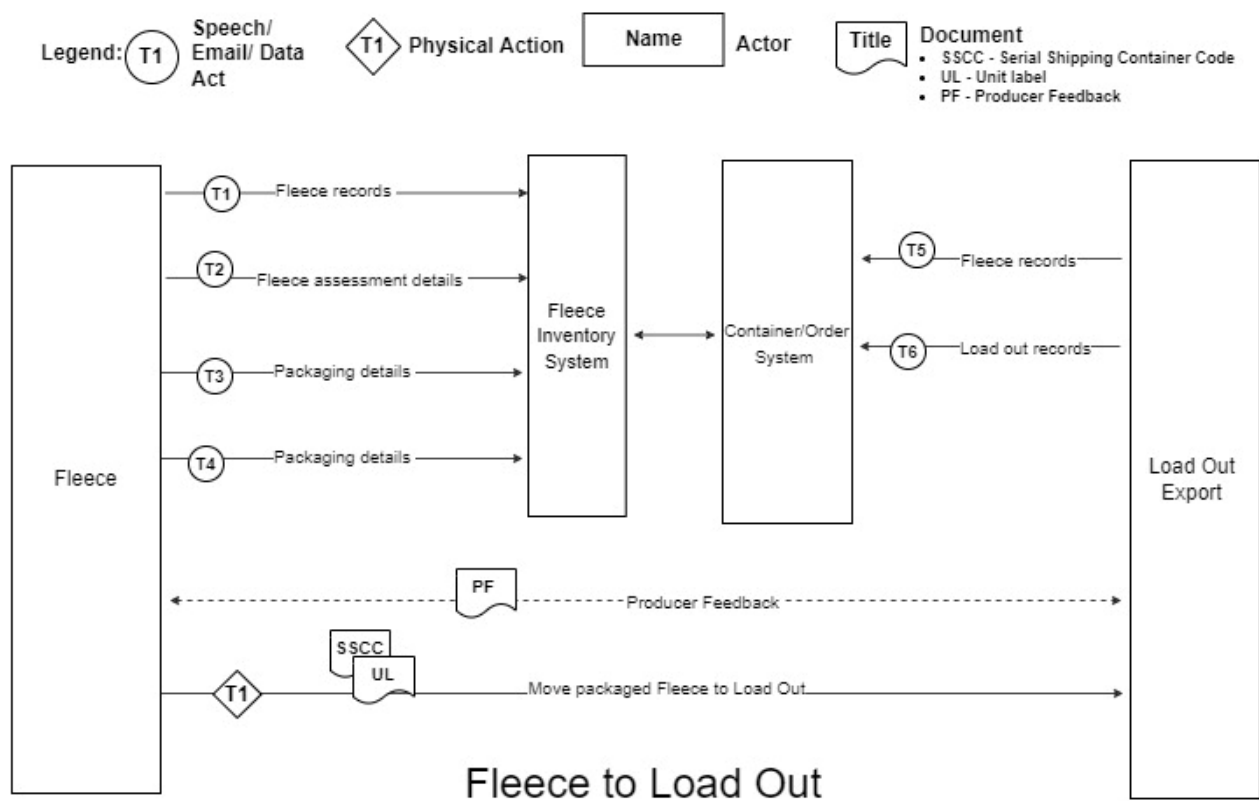 Legend:
T1
Speech/
Email/ Data
Act
T1
Physical Action
Name
Actor
Title
Document
• SSCC - Serial Shipping Container Code
• UL - Unit label
• PF - Producer Feedback
Fleece
T1
Fleece records
T2
Fleece assessment details
T3
Packaging details
T4
Packaging details
Fleece
Inventory
System
Container/Order
System
T5
Fleece records
T6
Load out records
Load Out
Export
PF
Producer Feedback
SSCC
UL
T1
Move packaged Fleece to Load Out
Fleece to Load Out